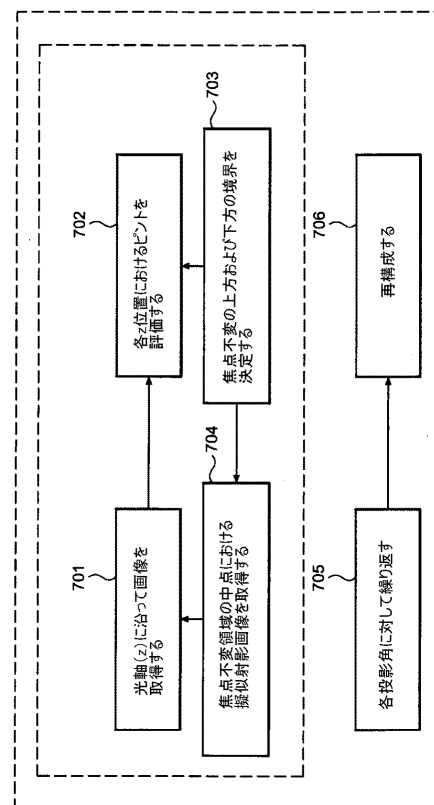 701
光軸(z)に沿って画像を
取得する
702
各z位置におけるピントを
評価する
703
焦点不変の上方および下方の境界を
決定する
704
焦点不変領域の中点における
擬似射影画像を取得する
705
各投影角に対して繰り返す
706
再構成する